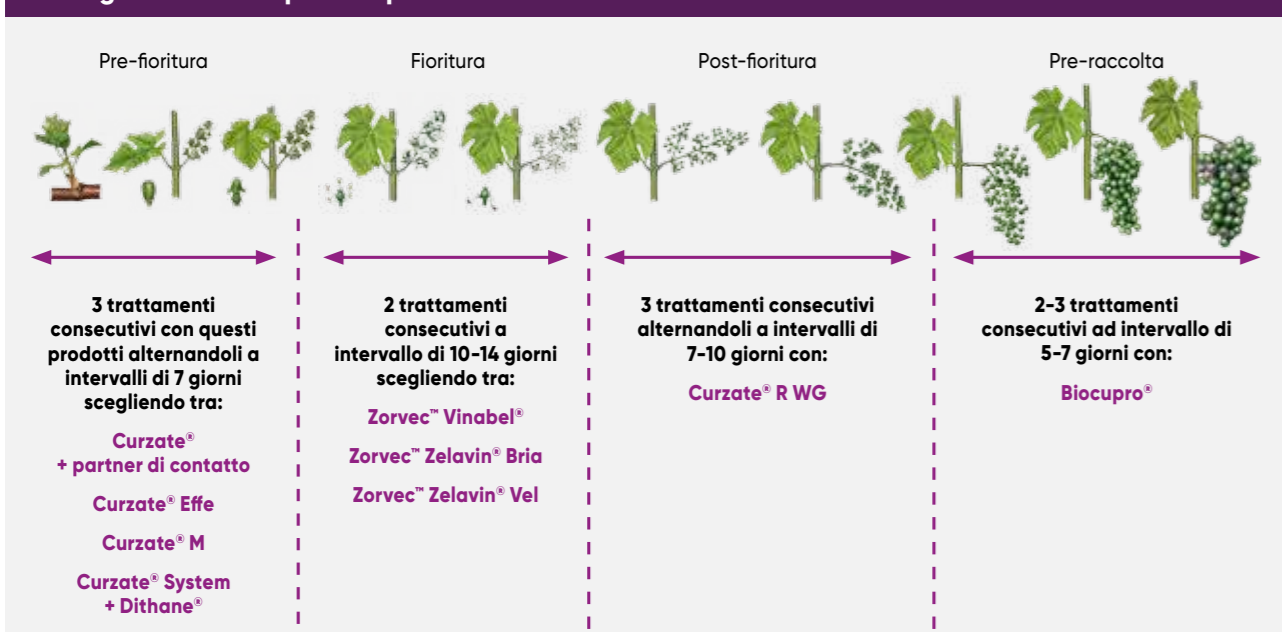 Pre-fioritura
Fioritura
Post-fioritura
Pre-raccolta
3 trattamenti
consecutivi con questi
prodotti alternandoli a
intervalli di 7 giorni
scegliendo tra:
Curzate®
+ partner di contatto
Curzate® Effe
Curzate® M
Curzate® System
+ Dithane®
2 trattamenti
consecutivi a
intervallo di 10-14 giorni
scegliendo tra:
Zorvec™ Vinabel®
Zorvec™ Zelavin® Bria
Zorvec™ Zelavin® Vel
3 trattamenti consecutivi
alternandoli a intervalli di
7-10 giorni con:
Curzate® R WG
2-3 trattamenti
consecutivi ad intervallo di
5-7 giorni con:
Biocupro®